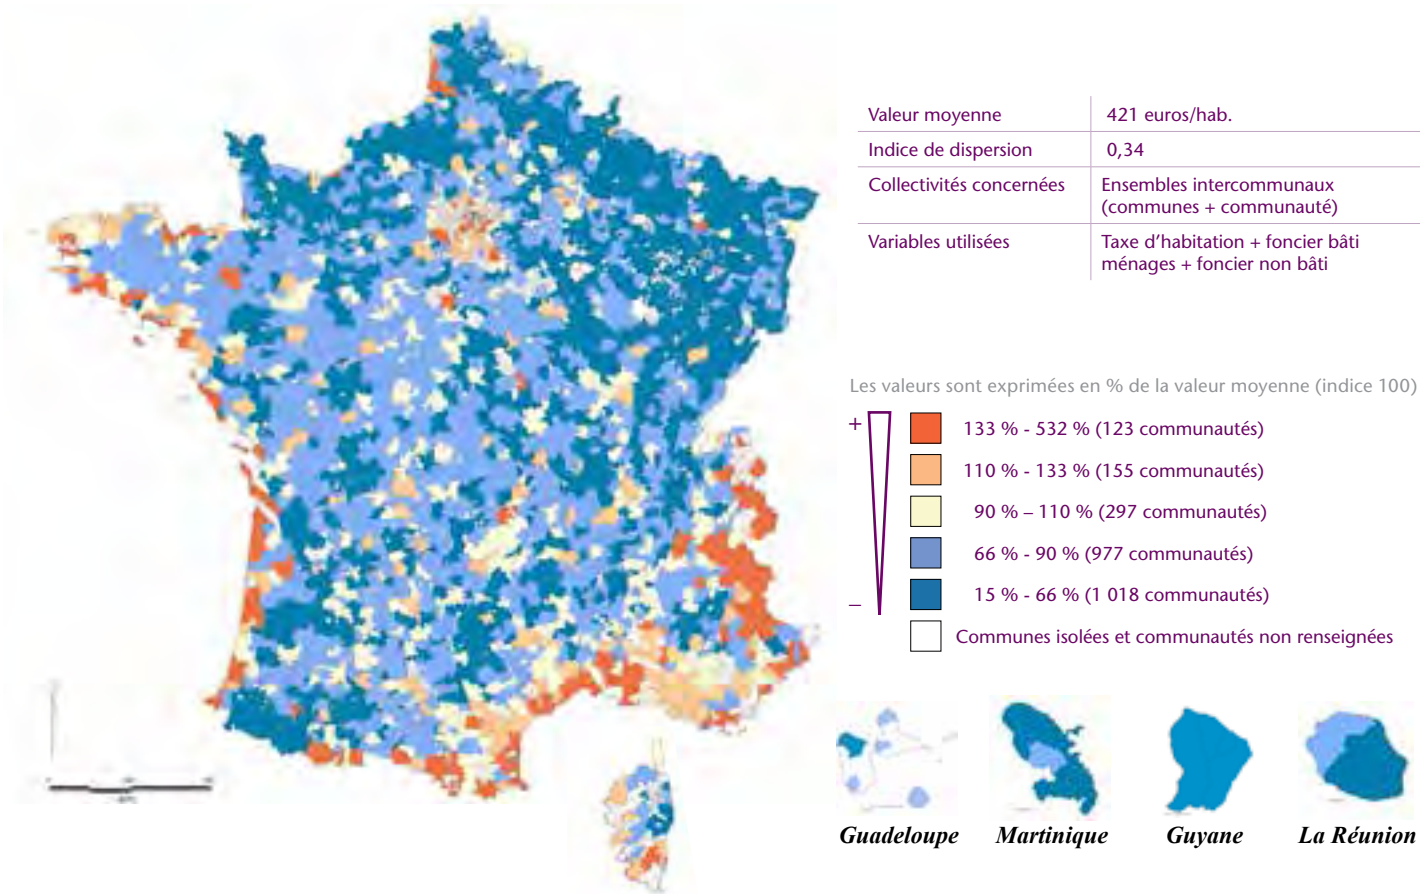 Valeur moyenne 421 euros/hab.
Indice de dispersion 0,34
Collectivités concernées Ensembles intercommunaux
(communes + communauté)
Variables utilisées Taxe d'habitation + foncier bâti
ménages + foncier non bâti
Les valeurs sont exprimées en % de la valeur moyenne (indice 100)
+ 133 % - 532 % (123 communautés)
110 % - 133 % (155 communautés)
90 % – 110 % (297 communautés)
66 % - 90 % (977 communautés)
– 15 % - 66 % (1 018 communautés)
Communes isolées et communautés non renseignées
Guadeloupe Martinique Guyane La Réunion